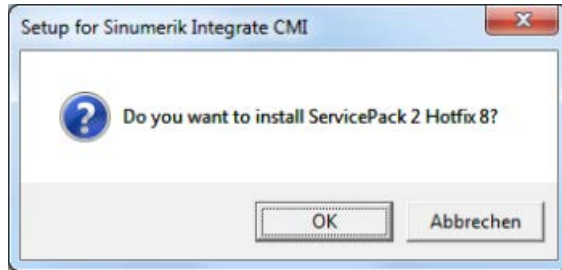 Setup for Sinumerik Integrate CMI
Do you want to install ServicePack 2 Hotfix 8?
OK
Abbrechen